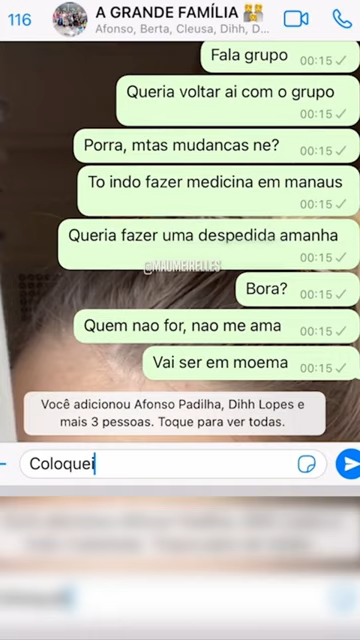 116
A GRANDE FAMÍLIA
Afonso, Berta, Cleusa, Dihh, D...
Fala grupo
00:15
Queria voltar ai com o grupo
00:15
Porra, mtas mudancas ne?
00:15
To indo fazer medicina em manaus
00:15
Queria fazer uma despedida amanha
00:15
@MAUMEIRELLES
Bora?
00:15
Quem nao for, nao me ama
00:15
Vai ser em moema
00:15
Você adicionou Afonso Padilha, Dihh Lopes e
mais 3 pessoas. Toque para ver todas.
Coloquei